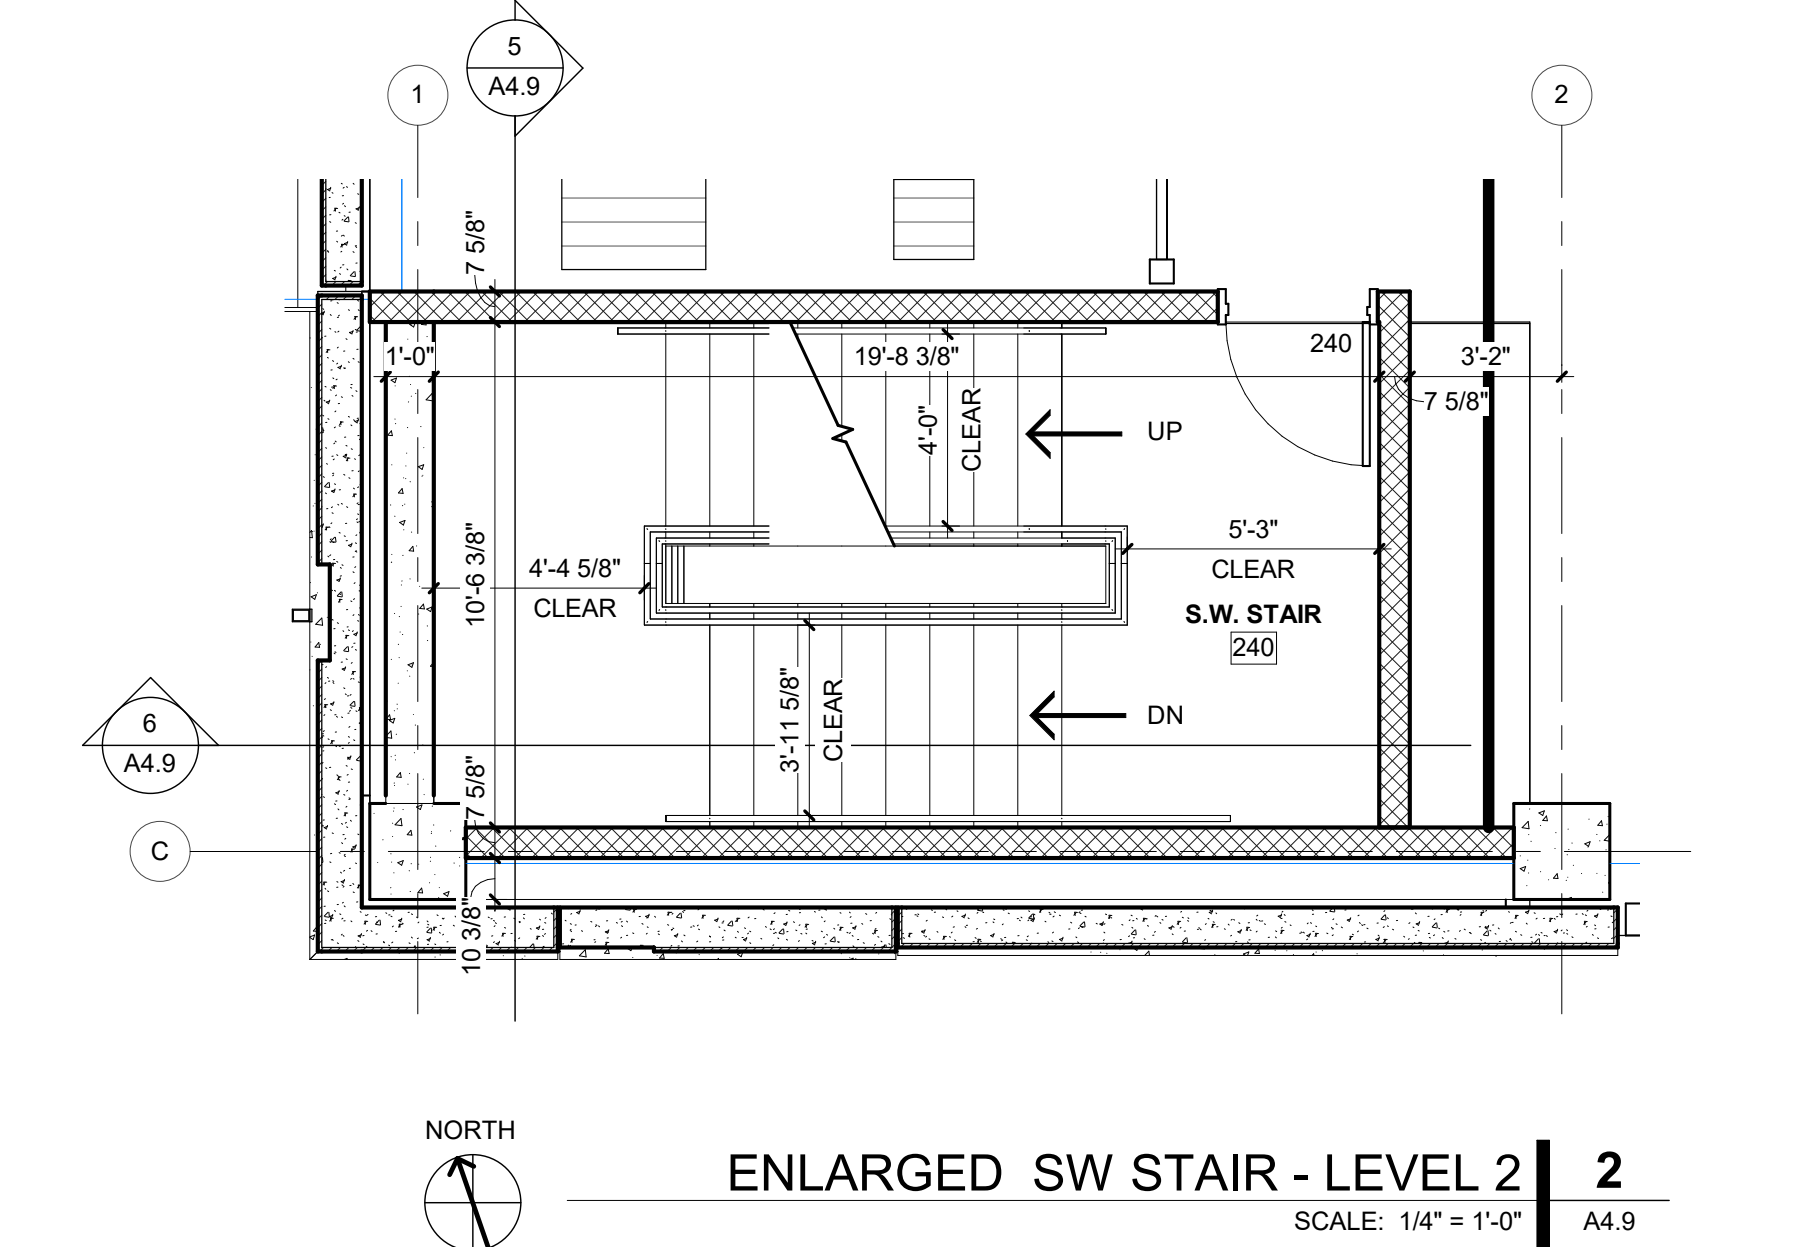 5
A4.9
1
2
7 5/8"
1'-0"
19'-8 3/8"
240
3'-2"
7 5/8"
4'-0"
CLEAR
UP
10'-6 3/8"
4'-4 5/8"
CLEAR
5'-3"
CLEAR
S.W. STAIR
240
3'-11 5/8"
CLEAR
DN
6
A4.9
7 5/8"
C
10 3/8"
NORTH
ENLARGED SW STAIR - LEVEL 2
2
SCALE: 1/4" = 1'-0"
A4.9